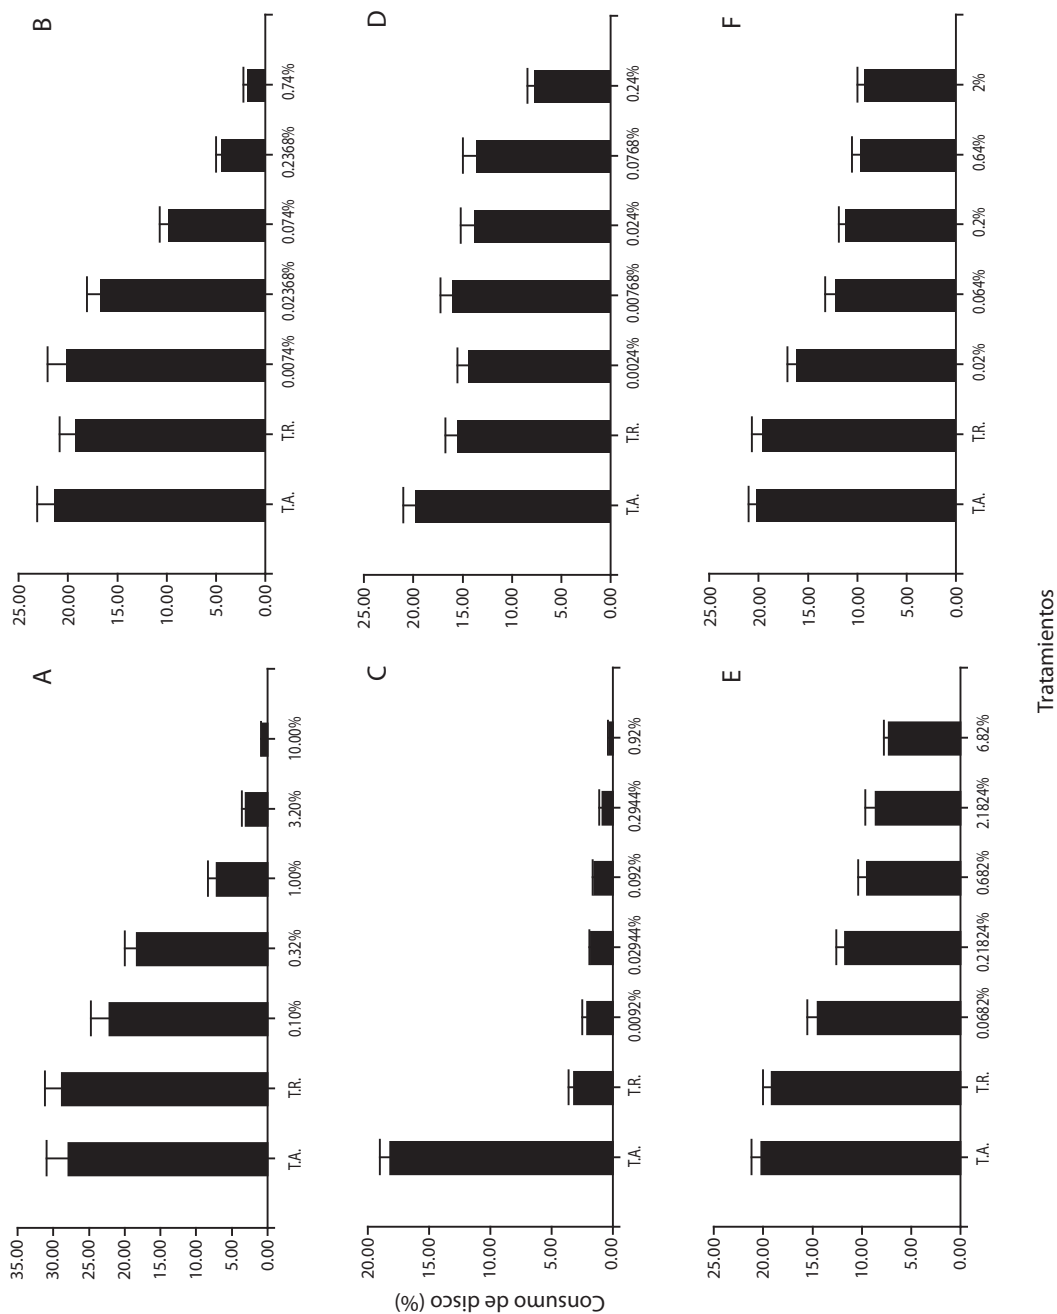 A
35.00
30.00
25.00
20.00
15.00
10.00
5.00
0.00
T.A. T.R. 0.10% 0.32% 1.00% 3.20% 10.00%
B
25.00
20.00
15.00
10.00
5.00
0.00
T.A. T.R. 0.0074% 0.02368% 0.074% 0.2368% 0.74%
Consumo de disco (%)
C
20.00
15.00
10.00
5.00
0.00
T.A. T.R. 0.0092% 0.02944% 0.092% 0.2944% 0.92%
D
25.00
20.00
15.00
10.00
5.00
0.00
T.A. T.R. 0.0024% 0.00768% 0.024% 0.0768% 0.24%
E
25.00
20.00
15.00
10.00
5.00
0.00
T.A. T.R. 0.0682% 0.21824% 0.682% 2.1824% 6.82%
F
25.00
20.00
15.00
10.00
5.00
0.00
T.A. T.R. 0.02% 0.064% 0.2% 0.64% 2%
Tratamientos